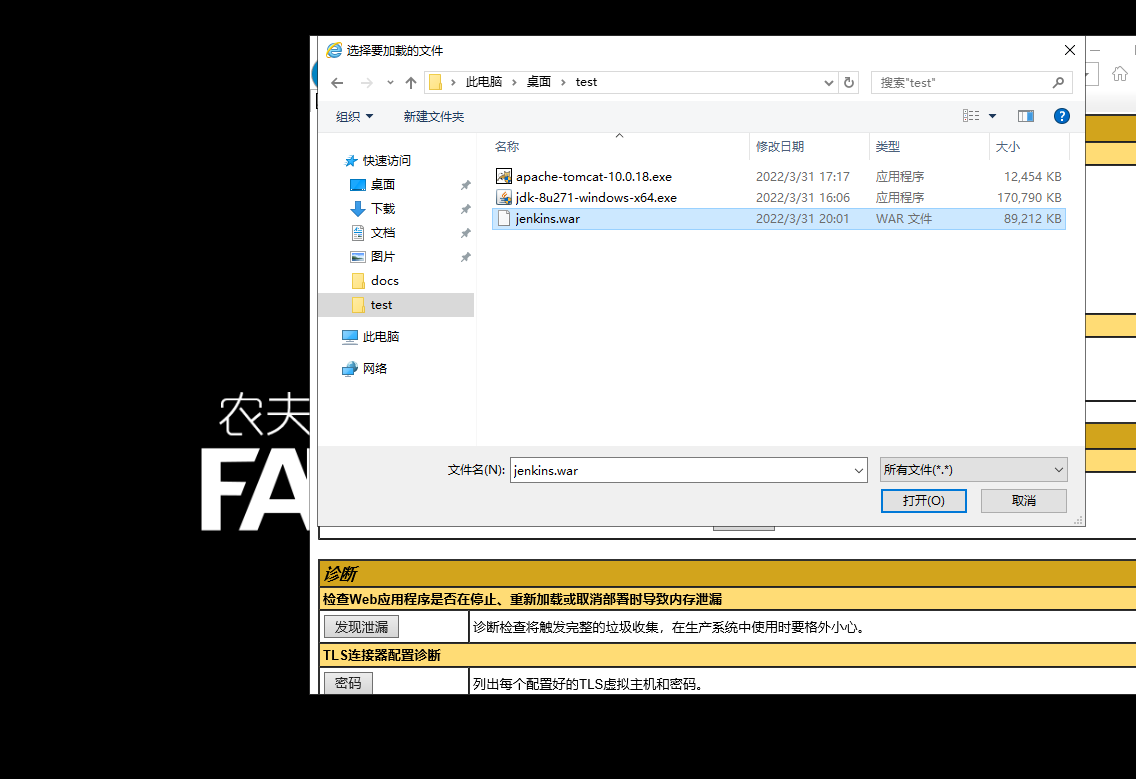 选择要加载的文件
此电脑 桌面 test 搜索"test"
组织 新建文件夹 ?
名称 修改日期 类型 大小
快速访问
桌面
下载
文档
图片
docs
test
此电脑
网络
apache-tomcat-10.0.18.exe 2022/3/31 17:17 应用程序 12,454 KB
jdk-8u271-windows-x64.exe 2022/3/31 16:06 应用程序 170,790 KB
jenkins.war 2022/3/31 20:01 WAR 文件 89,212 KB
文件名(N): jenkins.war 所有文件(*.*)
打开(O) 取消
农夫
FA
诊断
检查Web应用程序是否在停止、重新加载或取消部署时导致内存泄漏
发现泄漏 诊断检查将触发完整的垃圾收集，在生产系统中使用时要格外小心。
TLS连接器配置诊断
密码 列出每个配置好的TLS虚拟主机和密码。